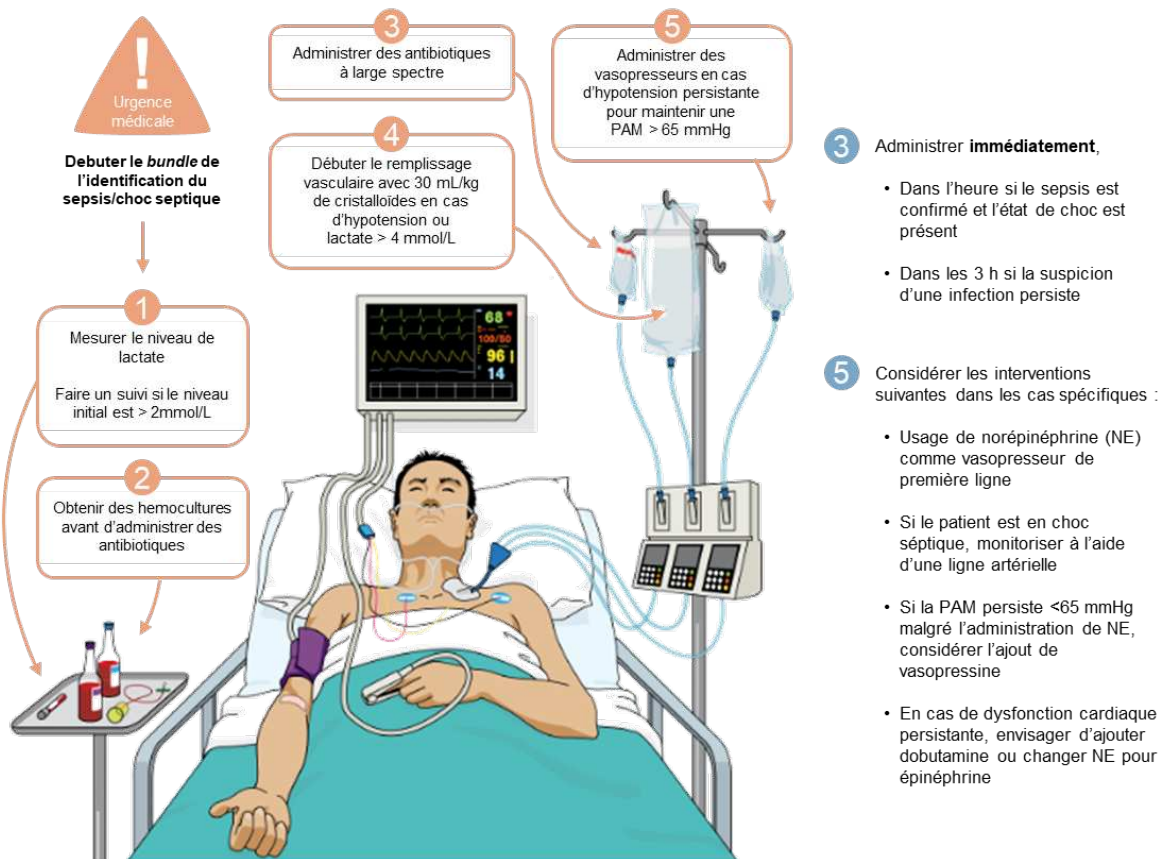 !
Urgence
médicale
Debuter le bundle de
l'identification du
sepsis/choc septique
1
Mesurer le niveau de
lactate
Faire un suivi si le niveau
initial est > 2mmol/L
2
Obtenir des hemocultures
avant d'administrer des
antibiotiques
3
Administrer des antibiotiques
à large spectre
4
Débuter le remplissage
vasculaire avec 30 mL/kg
de cristalloïdes en cas
d'hypotension ou
lactate > 4 mmol/L
5
Administrer des
vasopresseurs en cas
d'hypotension persistante
pour maintenir une
PAM > 65 mmHg
68
100/50
96
14
3 Administrer immédiatement,
• Dans l'heure si le sepsis est
confirmé et l'état de choc est
présent
• Dans les 3 h si la suspicion
d'une infection persiste
5 Considérer les interventions
suivantes dans les cas spécifiques :
• Usage de norépinéphrine (NE)
comme vasopresseur de
première ligne
• Si le patient est en choc
séptique, monitoriser à l'aide
d'une ligne artérielle
• Si la PAM persiste <65 mmHg
malgré l'administration de NE,
considérer l'ajout de
vasopressine
• En cas de dysfonction cardiaque
persistante, envisager d'ajouter
dobutamine ou changer NE pour
épinéphrine